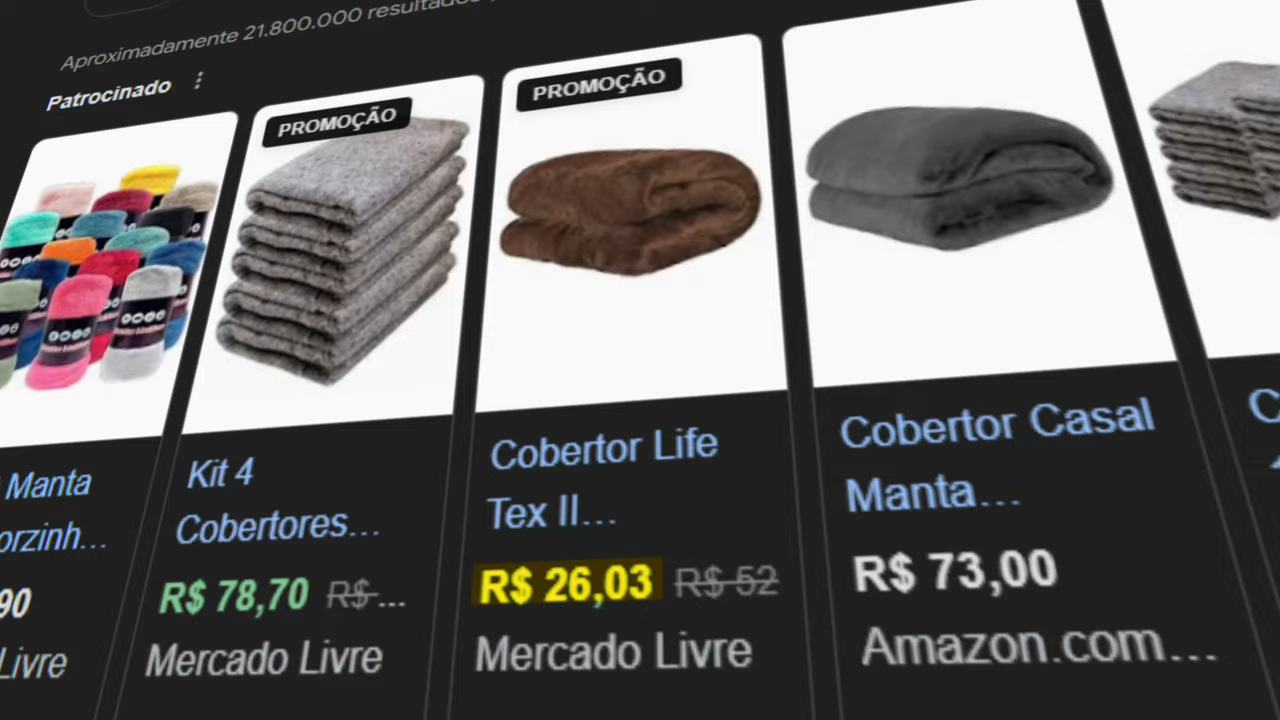 Aproximadamente 21.800.000 resultados
Patrocinado
PROMOÇÃO
PROMOÇÃO
Manta
orzinh...
90
Livre
Kit 4
Cobertores...
R$ 78,70 R$ ...
Mercado Livre
Cobertor Life
Tex II...
R$ 26,03 R$ 52
Mercado Livre
Cobertor Casal
Manta...
R$ 73,00
Amazon.com...
C